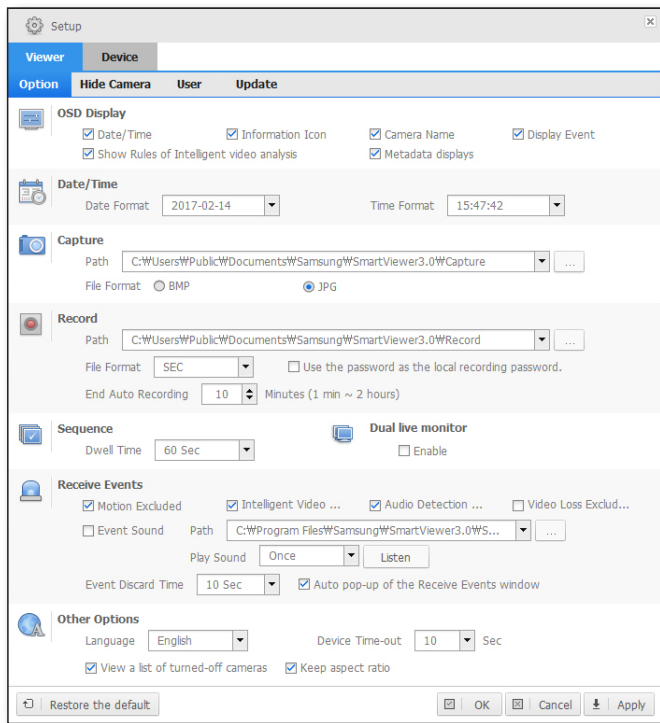 Setup
Viewer Device
Option Hide Camera User Update
OSD Display
Date/Time Information Icon Camera Name Display Event
Show Rules of Intelligent video analysis Metadata displays
Date/Time
Date Format 2017-02-14 Time Format 15:47:42
Capture
Path C:₩Users₩Public₩Documents₩Samsung₩SmartViewer3.0₩Capture ...
File Format BMP JPG
Record
Path C:₩Users₩Public₩Documents₩Samsung₩SmartViewer3.0₩Record ...
File Format SEC Use the password as the local recording password.
End Auto Recording 10 Minutes (1 min ~ 2 hours)
Sequence Dual live monitor
Dwell Time 60 Sec Enable
Receive Events
Motion Excluded Intelligent Video ... Audio Detection ... Video Loss Exclud...
Event Sound Path C:₩Program Files₩Samsung₩SmartViewer3.0₩S... ...
Play Sound Once Listen
Event Discard Time 10 Sec Auto pop-up of the Receive Events window
Other Options
Language English Device Time-out 10 Sec
View a list of turned-off cameras Keep aspect ratio
Restore the default OK Cancel Apply